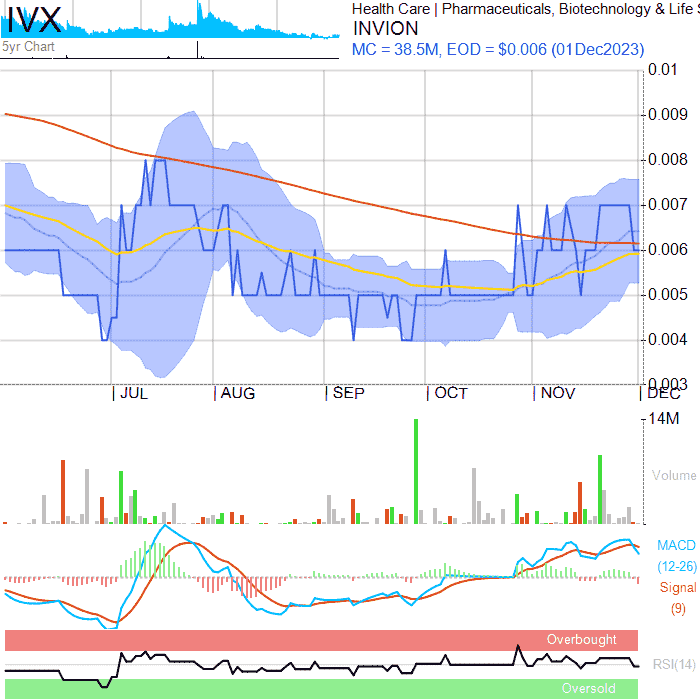 IVX
5yr Chart
Health Care | Pharmaceuticals, Biotechnology & Life S
INVION
MC = 38.5M, EOD = $0.006 (01Dec2023)
0.01
0.009
0.008
0.007
0.006
0.005
0.004
0.003
JUL AUG SEP OCT NOV DEC
14M
Volume
MACD
(12-26)
Signal
(9)
Overbought
RSI(14)
Oversold